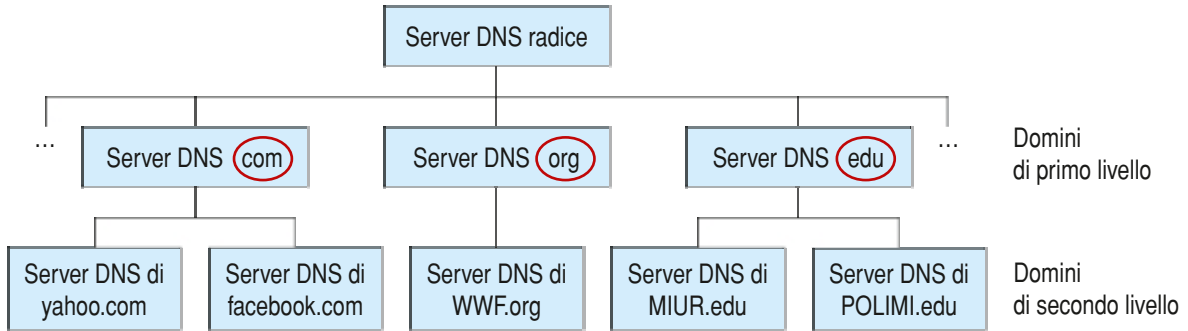 Server DNS radice
...
Server DNS com
Server DNS org
Server DNS edu
...
Domini
di primo livello
Server DNS di
yahoo.com
Server DNS di
facebook.com
Server DNS di
WWF.org
Server DNS di
MIUR.edu
Server DNS di
POLIMI.edu
Domini
di secondo livello